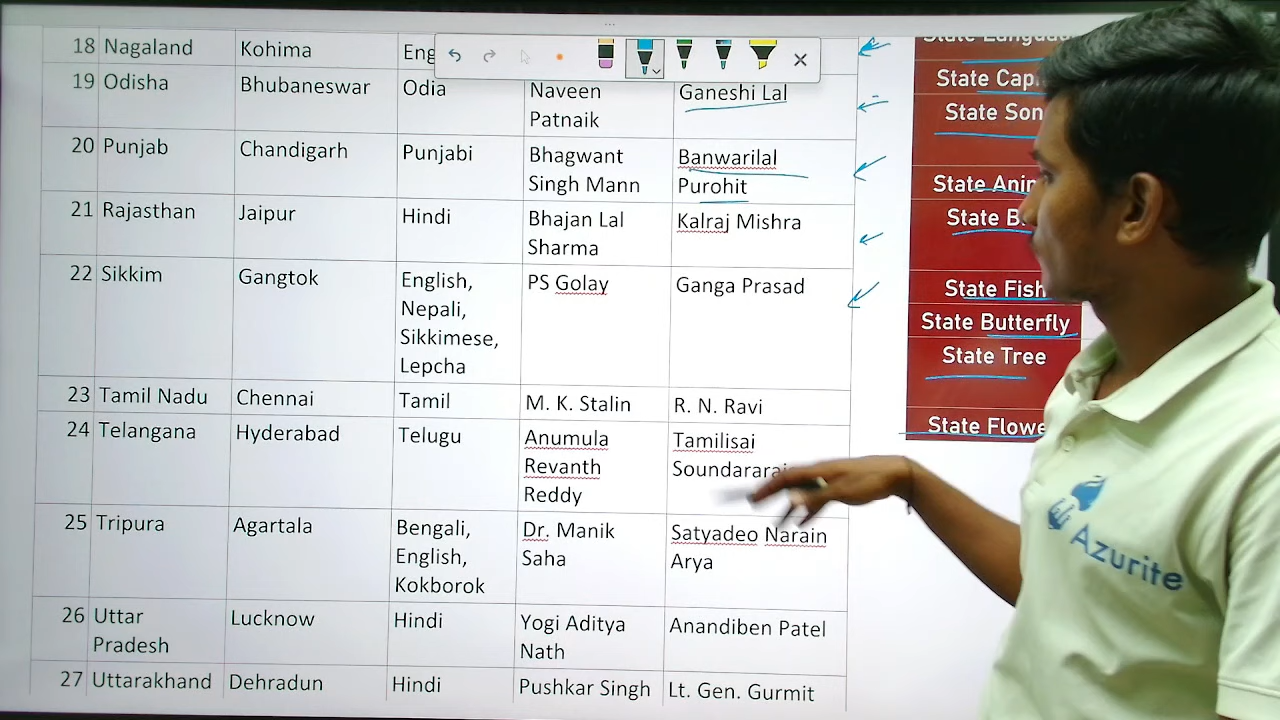 18 Nagaland Kohima Eng
19 Odisha Bhubaneswar Odia Naveen Patnaik Ganeshi Lal
20 Punjab Chandigarh Punjabi Bhagwant Singh Mann Banwarilal Purohit
21 Rajasthan Jaipur Hindi Bhajan Lal Sharma Kalraj Mishra
22 Sikkim Gangtok English, Nepali, Sikkimese, Lepcha PS Golay Ganga Prasad
23 Tamil Nadu Chennai Tamil M. K. Stalin R. N. Ravi
24 Telangana Hyderabad Telugu Anumula Revanth Reddy Tamilisai
25 Tripura Agartala Bengali, English, Kokborok Dr. Manik Saha Satyadeo Narain Arya
26 Uttar Pradesh Lucknow Hindi Yogi Aditya Nath Anandiben Patel
27 Uttarakhand Dehradun Hindi Pushkar Singh Lt. Gen. Gurmit
State
State Capi
State Son
State Anim
State B
State Fish
State Butterfly
State Tree
State Flowe
Azurite